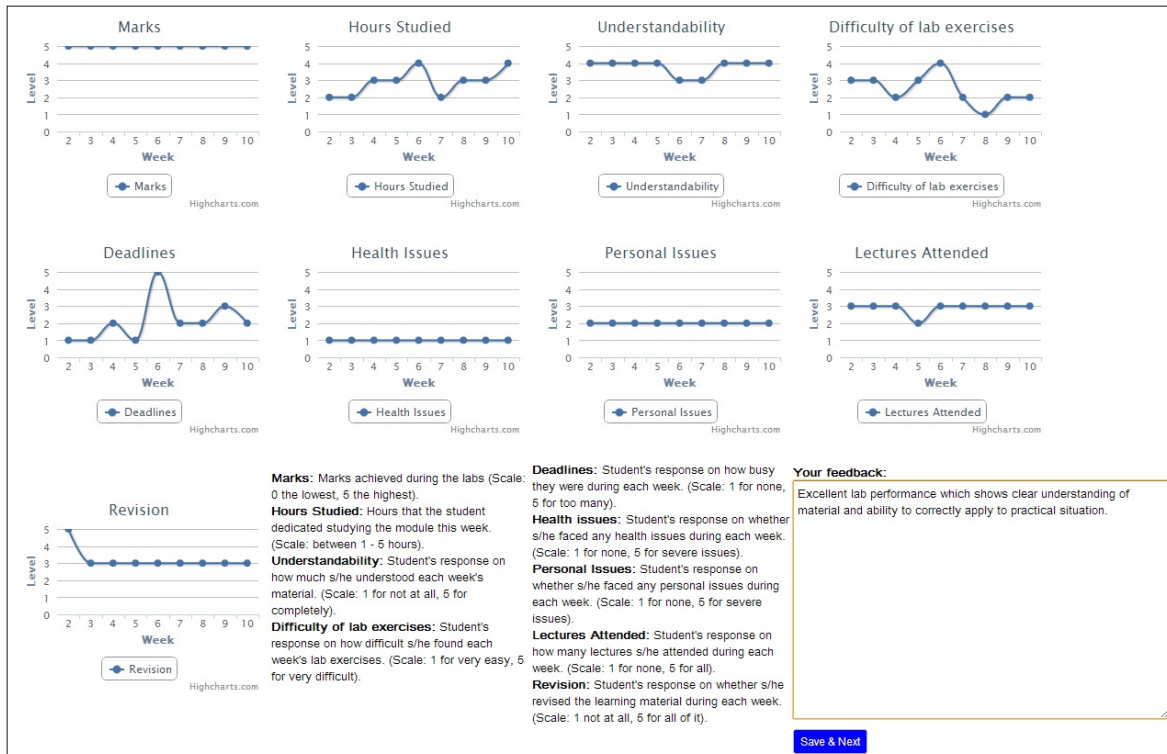 Marks
5
4
3
2
1
0
Level
2 3 4 5 6 7 8 9 10
Week
Marks
Highcharts.com
Hours Studied
5
4
3
2
1
0
Level
2 3 4 5 6 7 8 9 10
Week
Hours Studied
Highcharts.com
Understandability
5
4
3
2
1
0
Level
2 3 4 5 6 7 8 9 10
Week
Understandability
Highcharts.com
Difficulty of lab exercises
5
4
3
2
1
0
Level
2 3 4 5 6 7 8 9 10
Week
Difficulty of lab exercises
Highcharts.com
Deadlines
5
4
3
2
1
0
Level
2 3 4 5 6 7 8 9 10
Week
Deadlines
Highcharts.com
Health Issues
5
4
3
2
1
0
Level
2 3 4 5 6 7 8 9 10
Week
Health Issues
Highcharts.com
Personal Issues
5
4
3
2
1
0
Level
2 3 4 5 6 7 8 9 10
Week
Personal Issues
Highcharts.com
Lectures Attended
5
4
3
2
1
0
Level
2 3 4 5 6 7 8 9 10
Week
Lectures Attended
Highcharts.com
Revision
5
4
3
2
1
0
Level
2 3 4 5 6 7 8 9 10
Week
Revision
Highcharts.com
Marks: Marks achieved during the labs (Scale:
0 the lowest, 5 the highest).
Hours Studied: Hours that the student
dedicated studying the module this week.
(Scale: between 1 - 5 hours).
Understandability: Student's response on
how much s/he understood each week's
material. (Scale: 1 for not at all, 5 for
completely).
Difficulty of lab exercises: Student's
response on how difficult s/he found each
week's lab exercises. (Scale: 1 for very easy, 5
for very difficult).
Deadlines: Student's response on how busy
they were during each week. (Scale: 1 for none,
5 for too many).
Health issues: Student's response on whether
s/he faced any health issues during each week.
(Scale: 1 for none, 5 for severe issues).
Personal Issues: Student's response on
whether s/he faced any personal issues during
each week. (Scale: 1 for none, 5 for severe
issues).
Lectures Attended: Student's response on
how many lectures s/he attended during each
week. (Scale: 1 for none, 5 for all).
Revision: Student's response on whether s/he
revised the learning material during each week.
(Scale: 1 not at all, 5 for all of it).
Your feedback:
Excellent lab performance which shows clear understanding of
material and ability to correctly apply to practical situation.
Save & Next